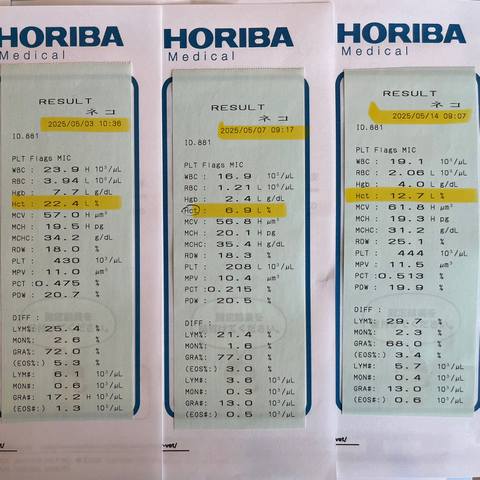 HORIBA
Medical
RESULT
ネコ
2025/05/03 10:36
ID.881
PLT Flags MIC
WBC: 23.9 H 10³/μL
RBC: 3.94 L 10⁶/μL
Hgb: 7.7 L g/dL
Hct: 22.4 L %
MCV: 57.0 H μm³
MCH: 19.5 H pg
MCHC: 34.2 g/dL
RDW: 18.0 %
PLT: 430 10³/μL
MPV: 11.0 μm³
PCT: 0.475 %
PDW: 20.7 %
DIFF:
LYM%: 25.4 %
MON%: 2.6 %
GRA%: 72.0 %
(EOS%:) 5.3 %
LYM#: 6.1 10³/μL
MON#: 0.6 10³/μL
GRA#: 17.2 H 10³/μL
(EOS#:) 1.3 10³/μL
HORIBA
Medical
RESULT
ネコ
2025/05/07 09:17
ID.881
PLT Flags MIC
WBC: 16.9 10³/μL
RBC: 1.21 L 10⁶/μL
Hgb: 2.4 L g/dL
Hct: 6.9 L %
MCV: 56.8 H μm³
MCH: 20.1 H pg
MCHC: 35.4 H g/dL
RDW: 18.3 %
PLT: 208 L 10³/μL
MPV: 10.4 μm³
PCT: 0.215 %
PDW: 20.5 %
DIFF:
LYM%: 21.4 %
MON%: 1.6 %
GRA%: 77.0 %
(EOS%:) 3.0 %
LYM#: 3.6 10³/μL
MON#: 0.3 10³/μL
GRA#: 13.0 10³/μL
(EOS#:) 0.5 10³/μL
HORIBA
Medical
RESULT
ネコ
2025/05/14 09:07
ID.881
PLT Flags MIC
WBC: 19.1 10³/μL
RBC: 2.06 L 10⁶/μL
Hgb: 4.0 L g/dL
Hct: 12.7 L %
MCV: 61.8 H μm³
MCH: 19.3 H pg
MCHC: 31.2 g/dL
RDW: 25.1 %
PLT: 444 10³/μL
MPV: 11.5 μm³
PCT: 0.513 %
PDW: 19.9 %
DIFF:
LYM%: 29.7 %
MON%: 2.3 %
GRA%: 68.0 %
(EOS%:) 3.4 %
LYM#: 5.7 10³/μL
MON#: 0.4 10³/μL
GRA#: 13.0 10³/μL
(EOS#:) 0.6 10³/μL